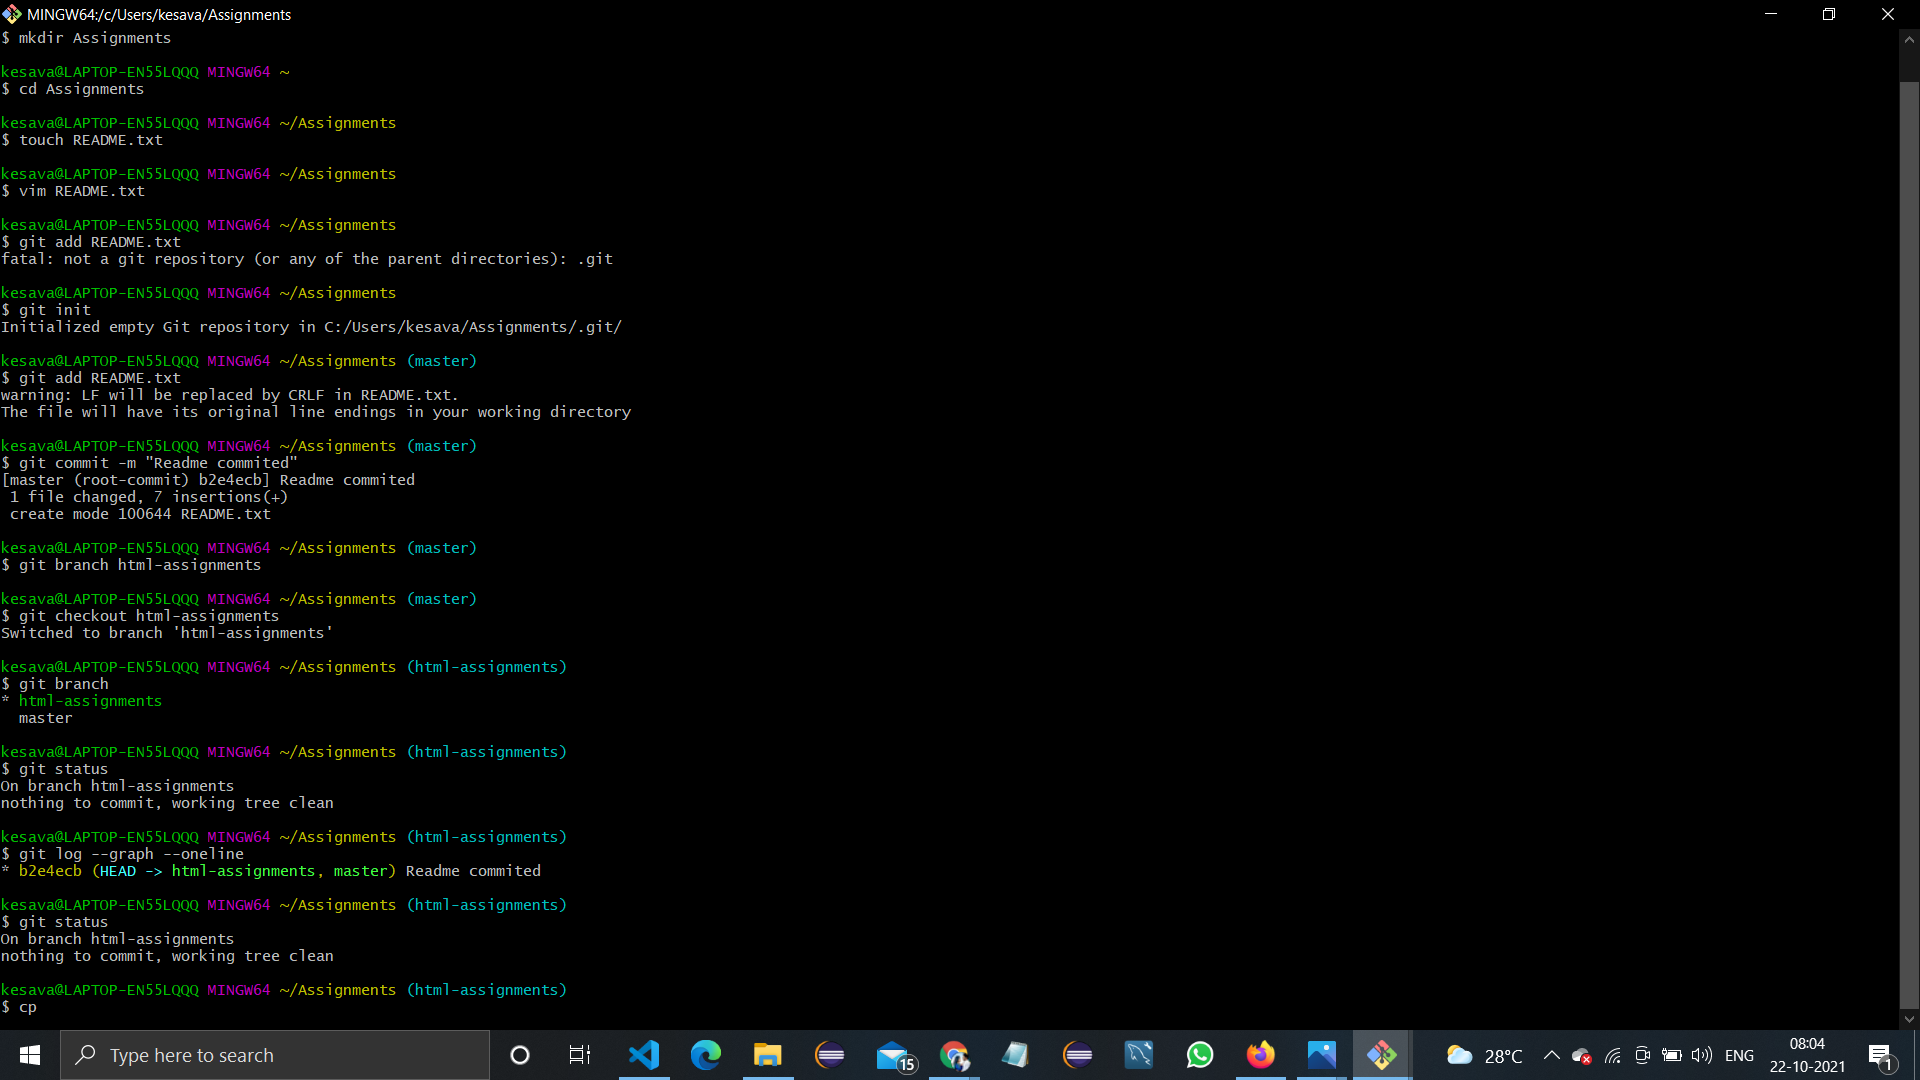 MINGW64:/c/Users/kesava/Assignments
$ mkdir Assignments
kesava@LAPTOP-EN55LQQQ MINGW64 ~
$ cd Assignments
kesava@LAPTOP-EN55LQQQ MINGW64 ~/Assignments
$ touch README.txt
kesava@LAPTOP-EN55LQQQ MINGW64 ~/Assignments
$ vim README.txt
kesava@LAPTOP-EN55LQQQ MINGW64 ~/Assignments
$ git add README.txt
fatal: not a git repository (or any of the parent directories): .git
kesava@LAPTOP-EN55LQQQ MINGW64 ~/Assignments
$ git init
Initialized empty Git repository in C:/Users/kesava/Assignments/.git/
kesava@LAPTOP-EN55LQQQ MINGW64 ~/Assignments (master)
$ git add README.txt
warning: LF will be replaced by CRLF in README.txt.
The file will have its original line endings in your working directory
kesava@LAPTOP-EN55LQQQ MINGW64 ~/Assignments (master)
$ git commit -m "Readme commited"
[master (root-commit) b2e4ecb] Readme commited
 1 file changed, 7 insertions(+)
 create mode 100644 README.txt
kesava@LAPTOP-EN55LQQQ MINGW64 ~/Assignments (master)
$ git branch html-assignments
kesava@LAPTOP-EN55LQQQ MINGW64 ~/Assignments (master)
$ git checkout html-assignments
Switched to branch 'html-assignments'
kesava@LAPTOP-EN55LQQQ MINGW64 ~/Assignments (html-assignments)
$ git branch
* html-assignments
  master
kesava@LAPTOP-EN55LQQQ MINGW64 ~/Assignments (html-assignments)
$ git status
On branch html-assignments
nothing to commit, working tree clean
kesava@LAPTOP-EN55LQQQ MINGW64 ~/Assignments (html-assignments)
$ git log --graph --oneline
* b2e4ecb (HEAD -> html-assignments, master) Readme commited
kesava@LAPTOP-EN55LQQQ MINGW64 ~/Assignments (html-assignments)
$ git status
On branch html-assignments
nothing to commit, working tree clean
kesava@LAPTOP-EN55LQQQ MINGW64 ~/Assignments (html-assignments)
$ cp
Type here to search
15
28°C
ENG
08:04
22-10-2021
1